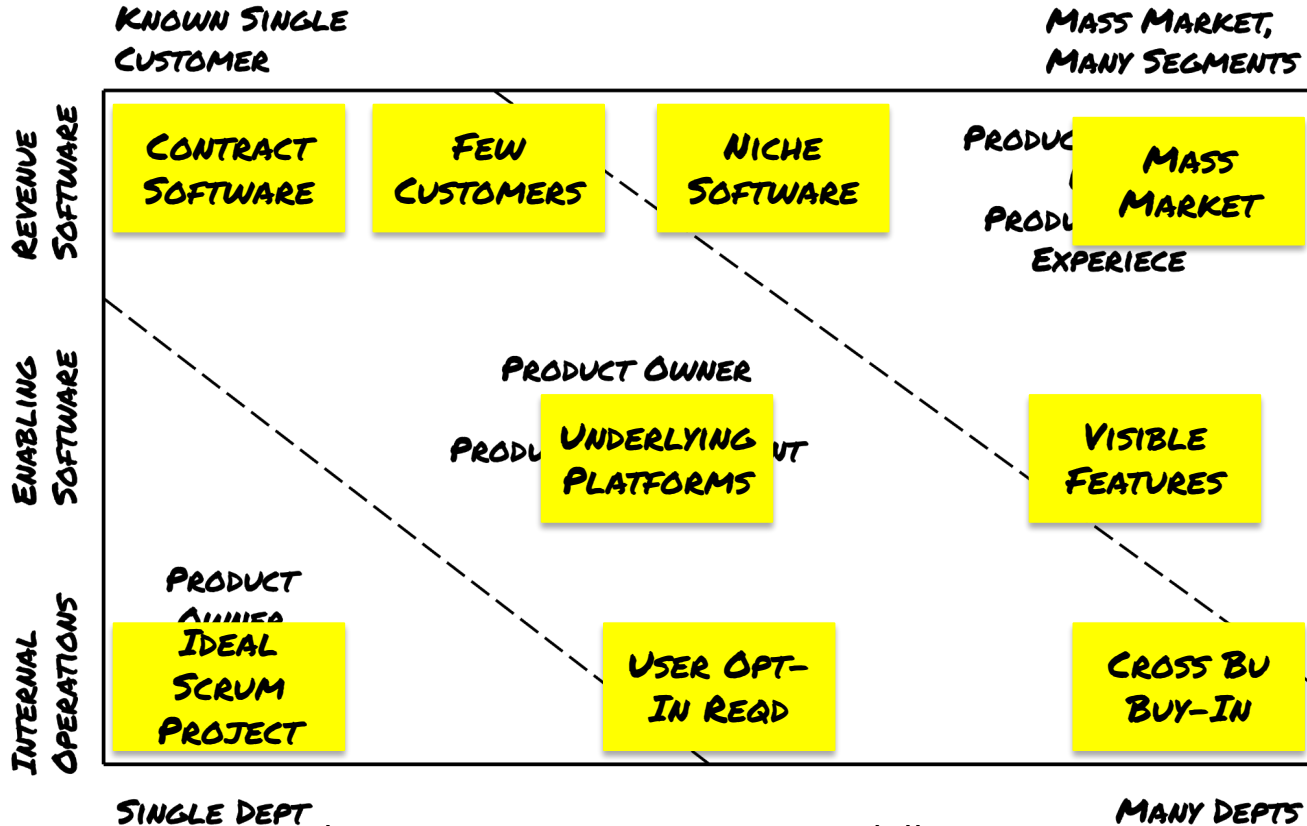 Known Single
Customer
Mass Market,
Many Segments
Revenue
Software
Contract
Software
Few
Customers
Niche
Software
Mass
Market
Experiece
Enabling
Software
Product Owner
Underlying
Platforms
Visible
Features
Internal
Operations
Product
Owner
Ideal
Scrum
Project
User Opt-
In Reqd
Cross Bu
Buy-In
Single Dept
Many Depts